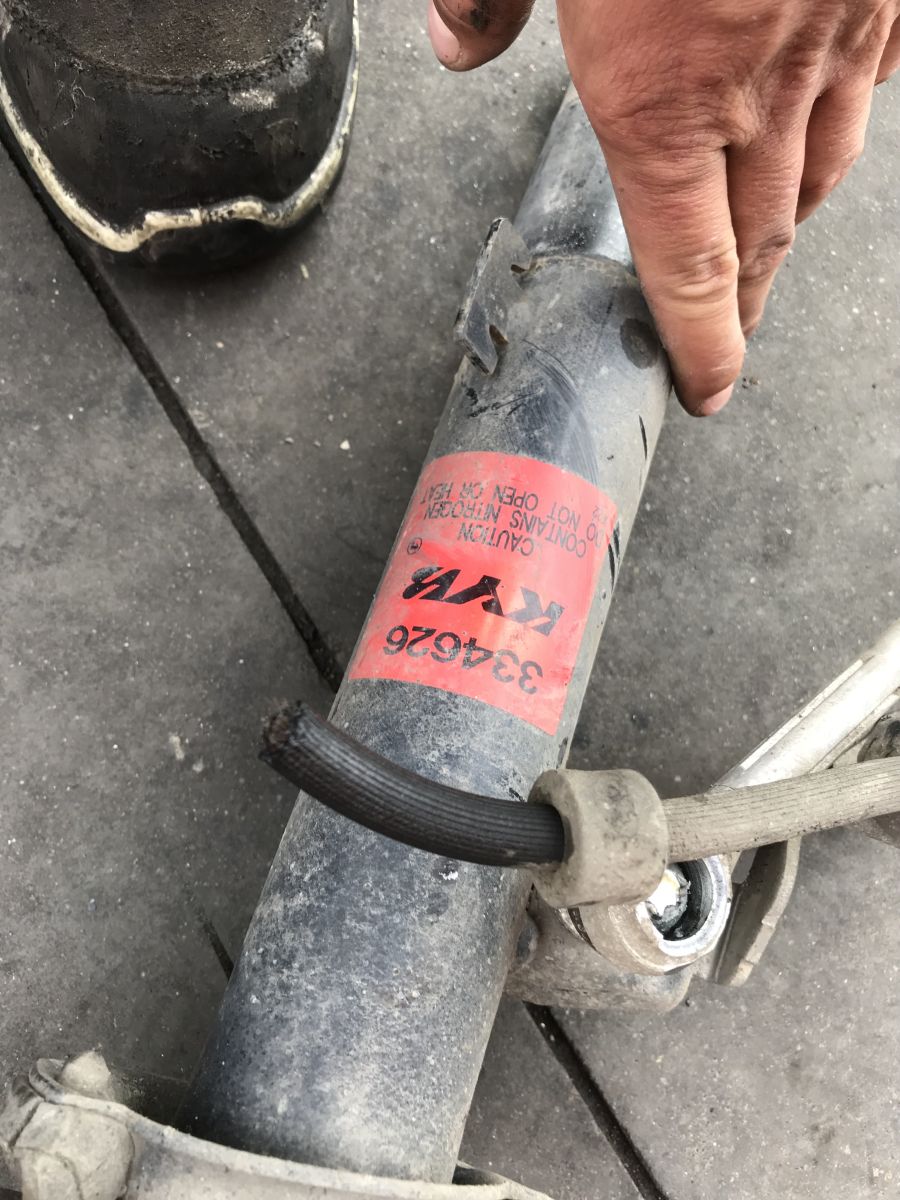 334626
KYB
CAUTION
CONTAINS NITROGEN
DO NOT OPEN OR HEAT